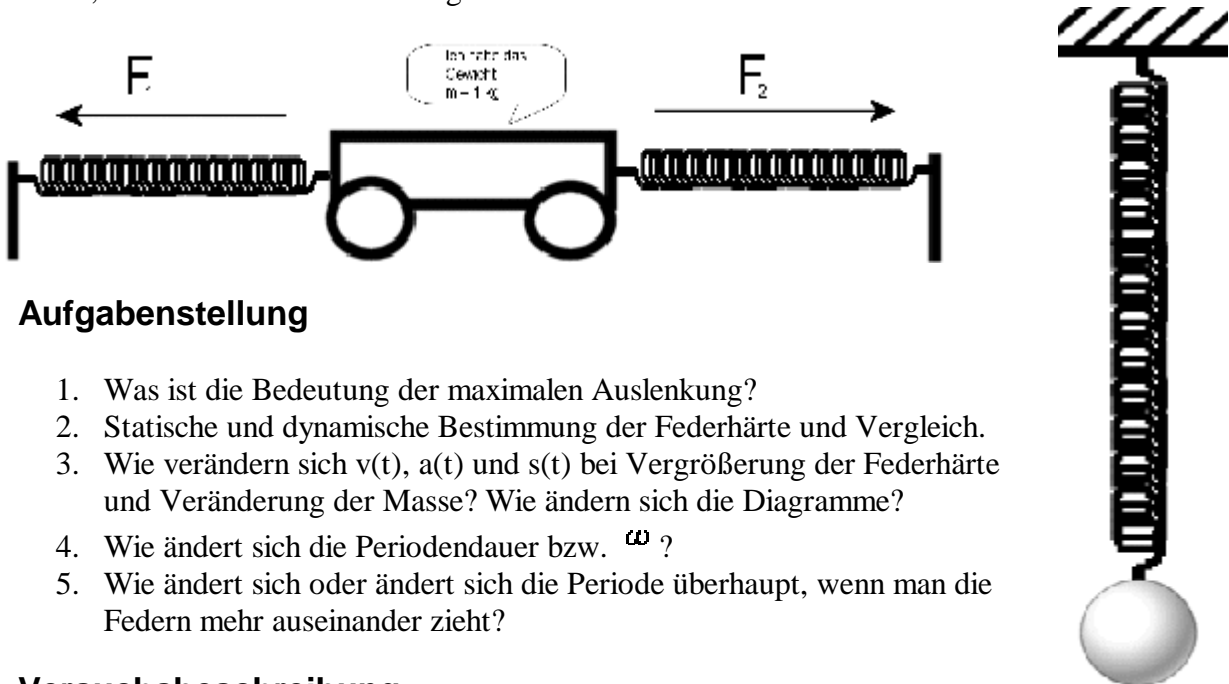 F
Ich habe das
Gewicht
m = 1 kg
F₂
Aufgabenstellung
1. Was ist die Bedeutung der maximalen Auslenkung?
2. Statische und dynamische Bestimmung der Federhärte und Vergleich.
3. Wie verändern sich v(t), a(t) und s(t) bei Vergrößerung der Federhärte
und Veränderung der Masse? Wie ändern sich die Diagramme?
4. Wie ändert sich die Periodendauer bzw. ω ?
5. Wie ändert sich oder ändert sich die Periode überhaupt, wenn man die
Federn mehr auseinander zieht?